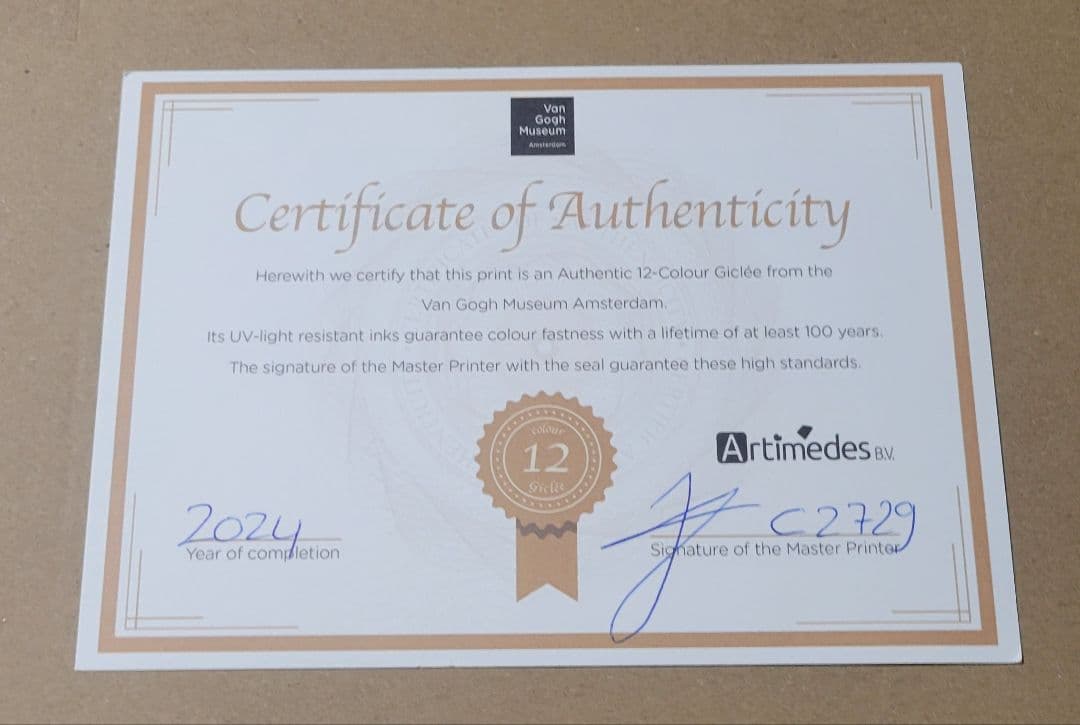 Van
Gogh
Museum
Amsterdam
Certificate of Authenticity
Herewith we certify that this print is an Authentic 12-Colour Giclée from the
Van Gogh Museum Amsterdam.
Its UV-light resistant inks guarantee colour fastness with a lifetime of at least 100 years.
The signature of the Master Printer with the seal guarantee these high standards.
colour
12
Giclée
Artimedes B.V.
2024
Year of completion
C2729
Signature of the Master Printer